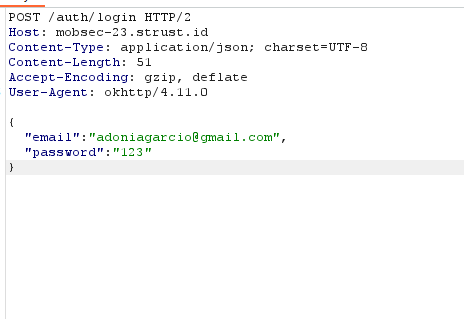 POST /auth/login HTTP/2
Host: mobsec-23.strust.id
Content-Type: application/json; charset=UTF-8
Content-Length: 51
Accept-Encoding: gzip, deflate
User-Agent: okhttp/4.11.0

{
  "email":"adoniagarcio@gmail.com",
  "password":"123"
}